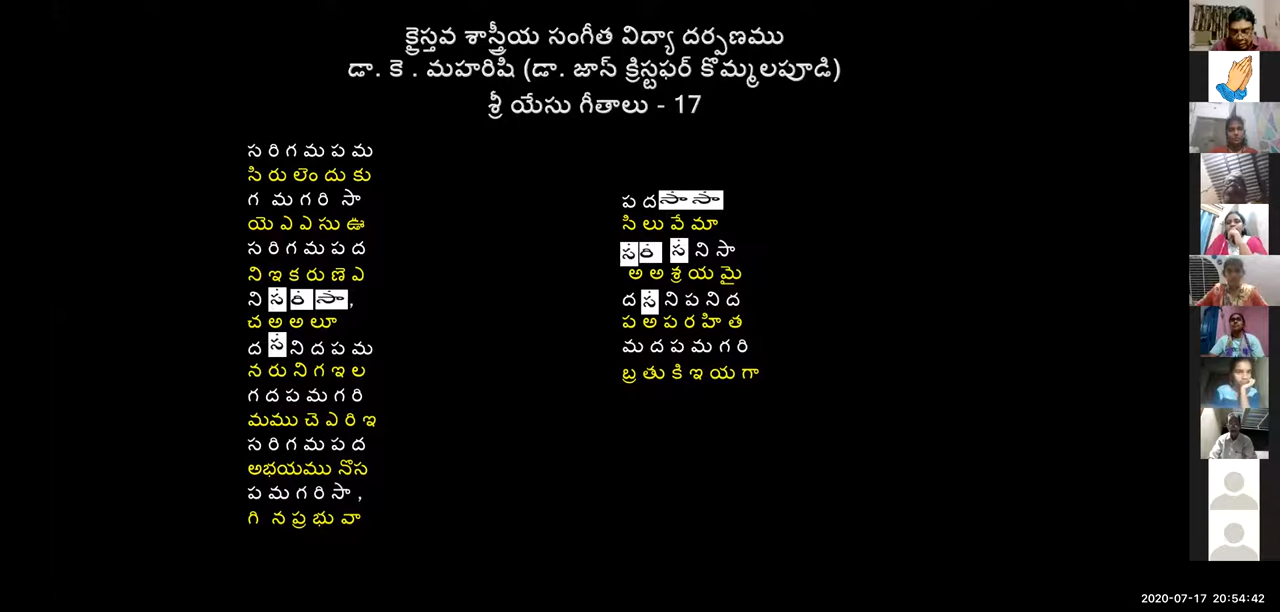 క్రైస్తవ శాస్త్రీయ సంగీత విద్యా దర్పణము
డా. కె . మహరిషి (డా. జాస్ క్రిస్టఫర్ కొమ్మలపూడి)
శ్రీ యేసు గీతాలు - 17
స రి గ మ ప మ
సి రు లెం దు కు
గ మ గ రి సా
యె ఎ ఎ సు ఊ
స రి గ మ ప ద
ని ఇ క రు ణె ఎ
ని స రి సా ,
చ అ అ లూ
ద స ని ద ప మ
న రు ని గ ఇ ల
గ ద ప మ గ రి
మము చె ఎ రి ఇ
స రి గ మ ప ద
అభయము నొస
ప మ గ రి సా ,
గి న ప్ర భు వా
ప ద సా సా
సి లు వే మా
స రి స ని సా
అ అ శ్ర య మై
ద స ని ప ని ద
ప అ ప ర హి త
మ ద ప మ గ రి
బ్ర తు కి ఇ య గా
2020-07-17 20:54:42